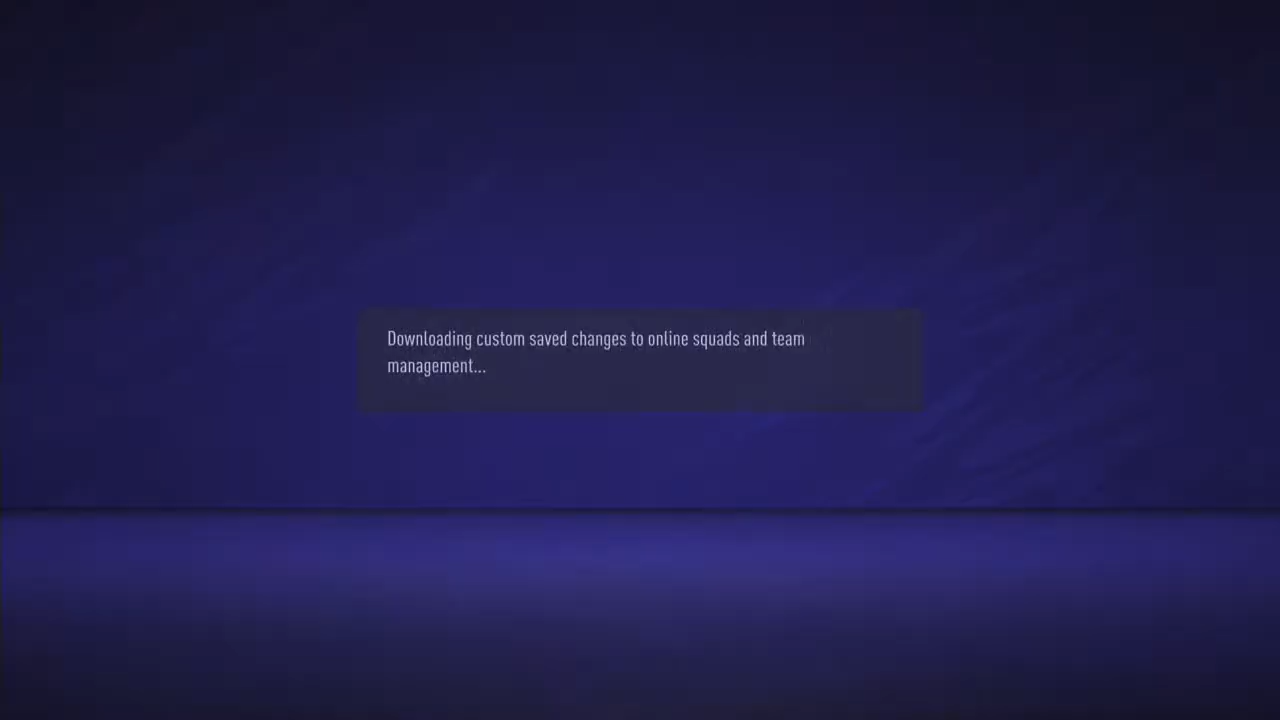 Downloading custom saved changes to online squads and team
management...